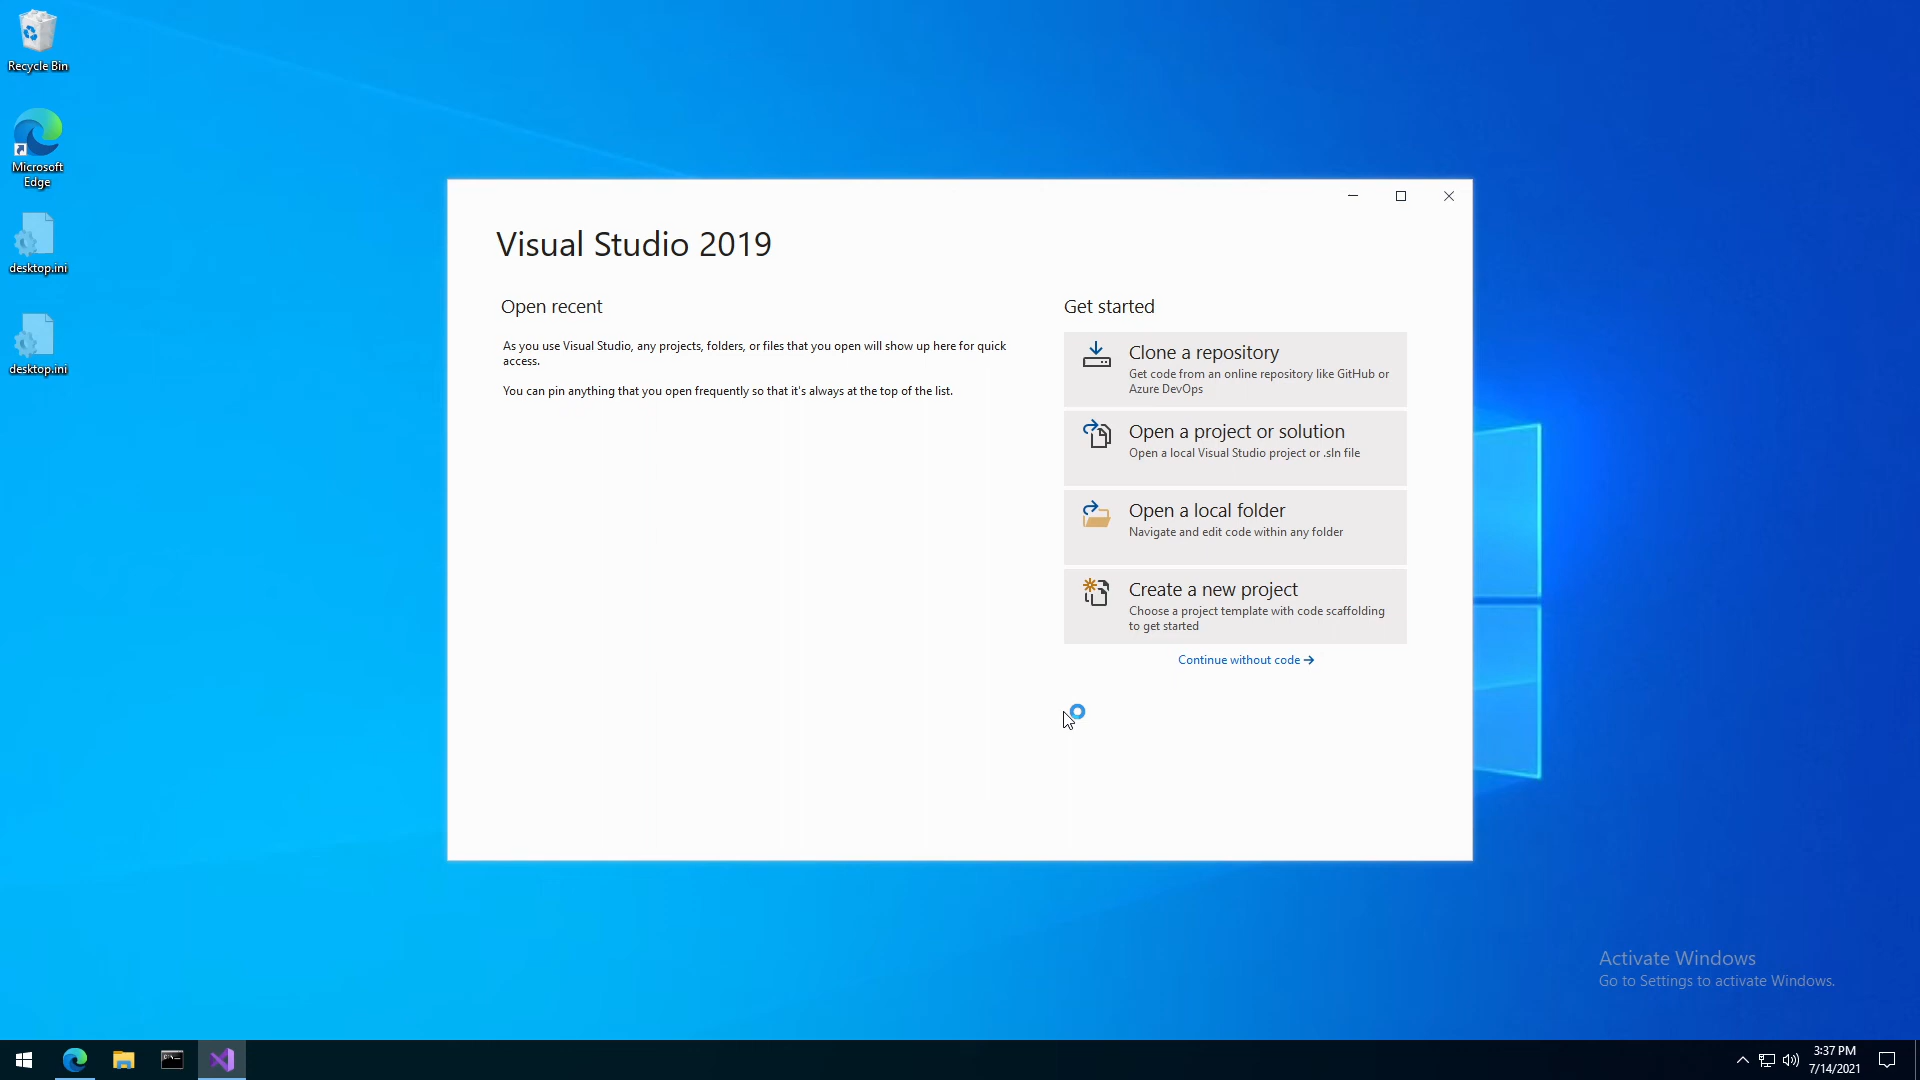 Recycle Bin
Microsoft
Edge
desktop.ini
desktop.ini
Visual Studio 2019
Open recent
As you use Visual Studio, any projects, folders, or files that you open will show up here for quick
access.
You can pin anything that you open frequently so that it's always at the top of the list.
Get started
Clone a repository
Get code from an online repository like GitHub or
Azure DevOps
Open a project or solution
Open a local Visual Studio project or .sln file
Open a local folder
Navigate and edit code within any folder
Create a new project
Choose a project template with code scaffolding
to get started
Continue without code →
Activate Windows
Go to Settings to activate Windows.
3:37 PM
7/14/2021